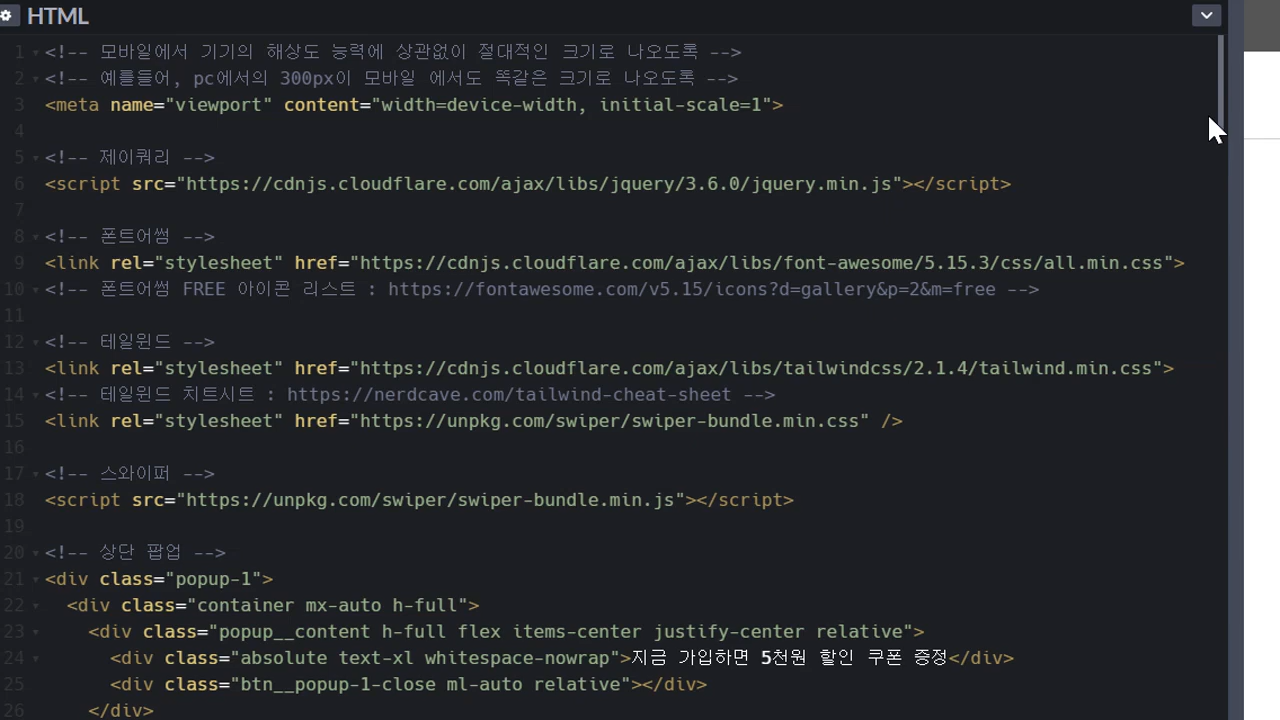 HTML
1 <!-- 모바일에서 기기의 해상도 능력에 상관없이 절대적인 크기로 나오도록 -->
2 <!-- 예를들어, pc에서의 300px이 모바일 에서도 똑같은 크기로 나오도록 -->
3 <meta name="viewport" content="width=device-width, initial-scale=1">
4
5 <!-- 제이쿼리 -->
6 <script src="https://cdnjs.cloudflare.com/ajax/libs/jquery/3.6.0/jquery.min.js"></script>
7
8 <!-- 폰트어썸 -->
9 <link rel="stylesheet" href="https://cdnjs.cloudflare.com/ajax/libs/font-awesome/5.15.3/css/all.min.css">
10 <!-- 폰트어썸 FREE 아이콘 리스트 : https://fontawesome.com/v5.15/icons?d=gallery&p=2&m=free -->
11
12 <!-- 테일윈드 -->
13 <link rel="stylesheet" href="https://cdnjs.cloudflare.com/ajax/libs/tailwindcss/2.1.4/tailwind.min.css">
14 <!-- 테일윈드 치트시트 : https://nerdcave.com/tailwind-cheat-sheet -->
15 <link rel="stylesheet" href="https://unpkg.com/swiper/swiper-bundle.min.css" />
16
17 <!-- 스와이퍼 -->
18 <script src="https://unpkg.com/swiper/swiper-bundle.min.js"></script>
19
20 <!-- 상단 팝업 -->
21 <div class="popup-1">
22 <div class="container mx-auto h-full">
23 <div class="popup__content h-full flex items-center justify-center relative">
24 <div class="absolute text-xl whitespace-nowrap">지금 가입하면 5천원 할인 쿠폰 증정</div>
25 <div class="btn__popup-1-close ml-auto relative"></div>
26 </div>